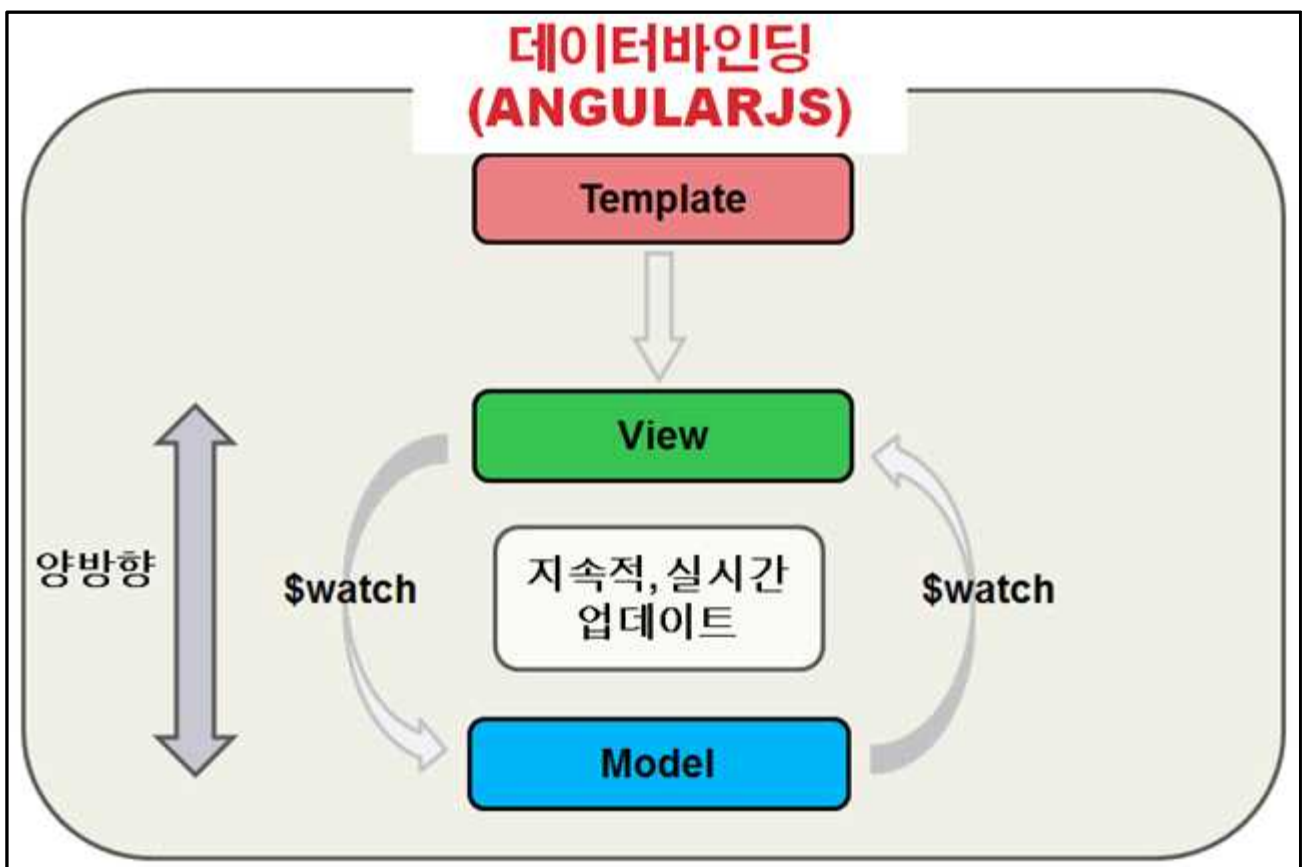 데이터바인딩
(ANGULARJS)
Template
View
양방향
$watch
지속적, 실시간
업데이트
$watch
Model